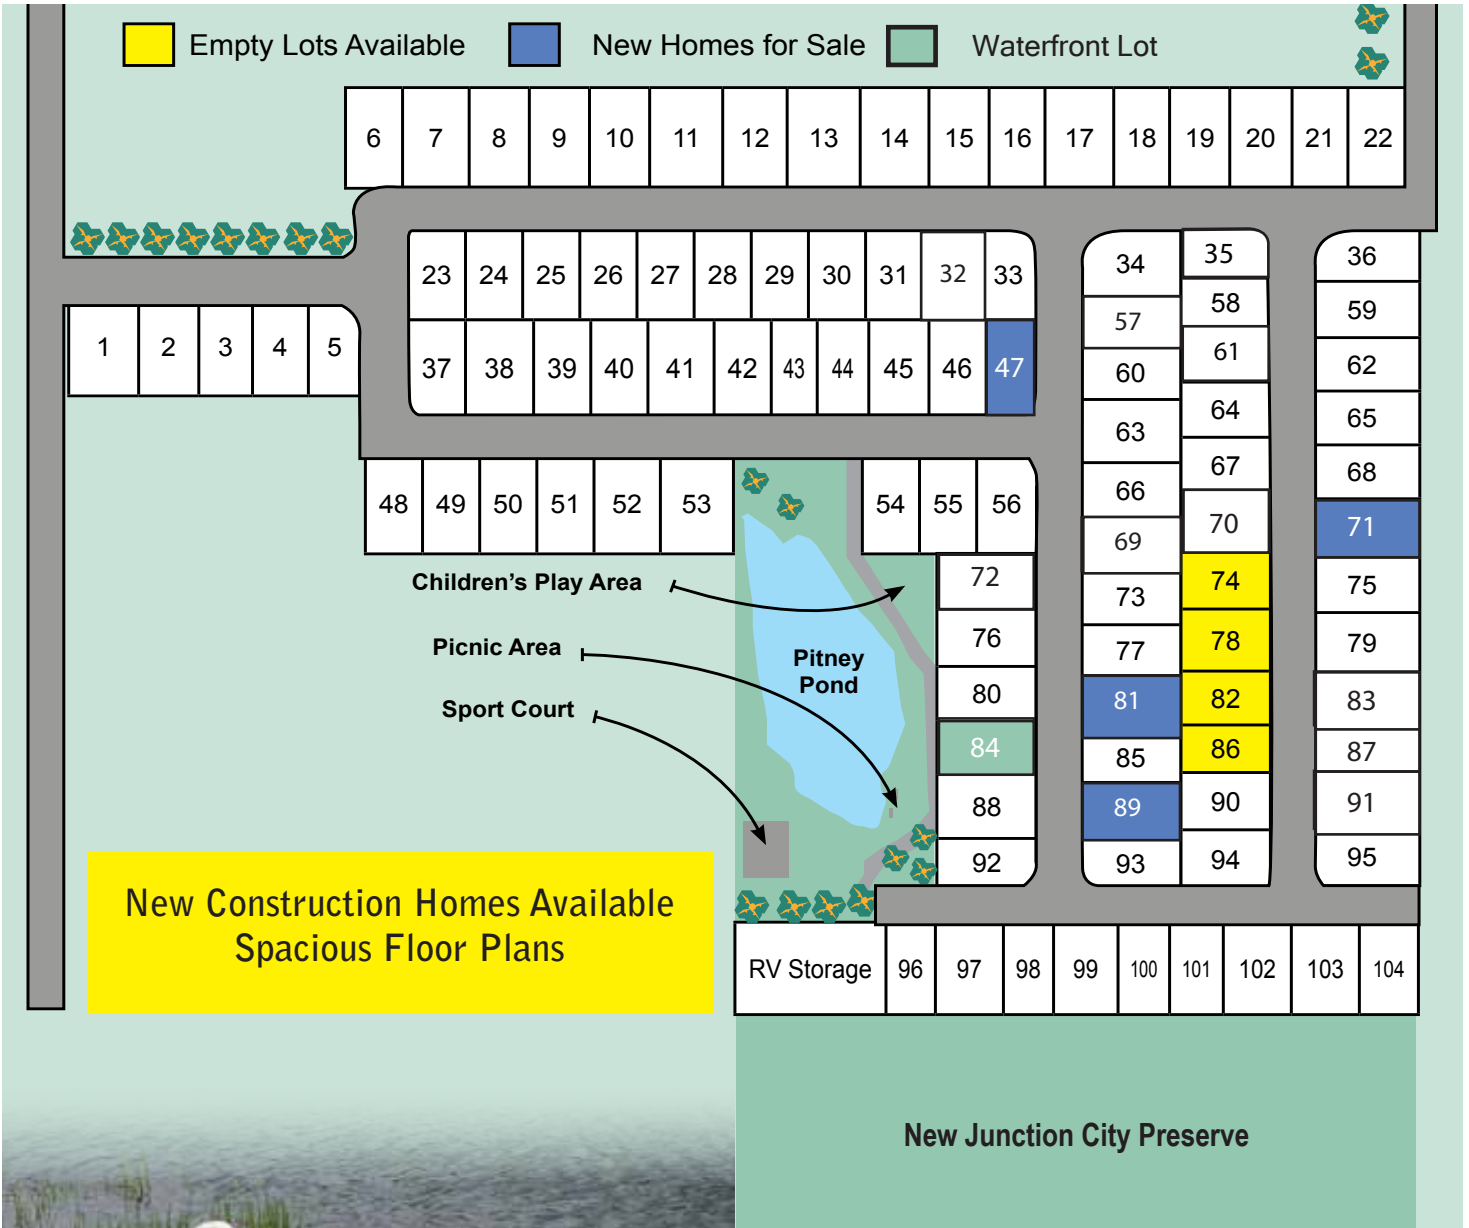 Empty Lots Available New Homes for Sale Waterfront Lot
6 7 8 9 10 11 12 13 14 15 16 17 18 19 20 21 22
23 24 25 26 27 28 29 30 31 32 33
1 2 3 4 5
37 38 39 40 41 42 43 44 45 46 47
48 49 50 51 52 53
54 55 56
34
57
60
63
66
69
73
77
81
85
89
93
35
58
61
64
67
70
74
78
82
86
90
94
36
59
62
65
68
71
75
79
83
87
91
95
72
76
80
84
88
92
Children's Play Area
Picnic Area
Sport Court
Pitney
Pond
New Construction Homes Available
Spacious Floor Plans
RV Storage 96 97 98 99 100 101 102 103 104
New Junction City Preserve